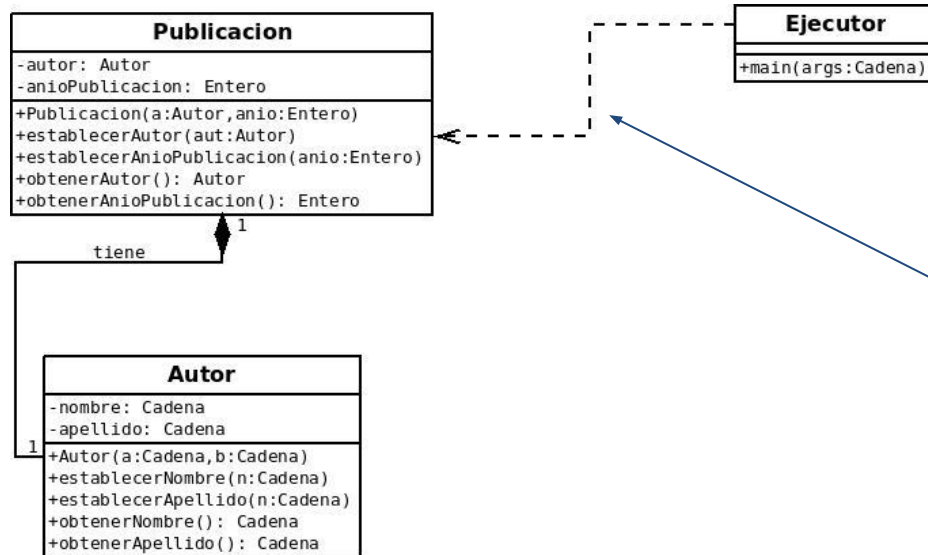 Publicacion
-autor: Autor
-anioPublicacion: Entero
+Publicacion(a:Autor,anio:Entero)
+establecerAutor(aut:Autor)
+establecerAnioPublicacion(anio:Entero)
+obtenerAutor(): Autor
+obtenerAnioPublicacion(): Entero
Ejecutor
+main(args:Cadena)
1
tiene
1
Autor
-nombre: Cadena
-apellido: Cadena
+Autor(a:Cadena,b:Cadena)
+establecerNombre(n:Cadena)
+establecerApellido(n:Cadena)
+obtenerNombre(): Cadena
+obtenerApellido(): Cadena